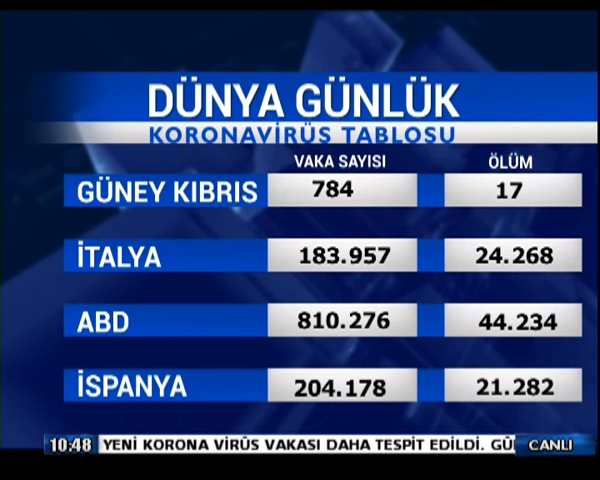 DÜNYA GÜNLÜK
KORONAVİRÜS TABLOSU
VAKA SAYISI ÖLÜM
GÜNEY KIBRIS 784 17
İTALYA 183.957 24.268
ABD 810.276 44.234
İSPANYA 204.178 21.282
10:48 YENİ KORONA VİRÜS VAKASI DAHA TESPİT EDİLDİ. CANLI